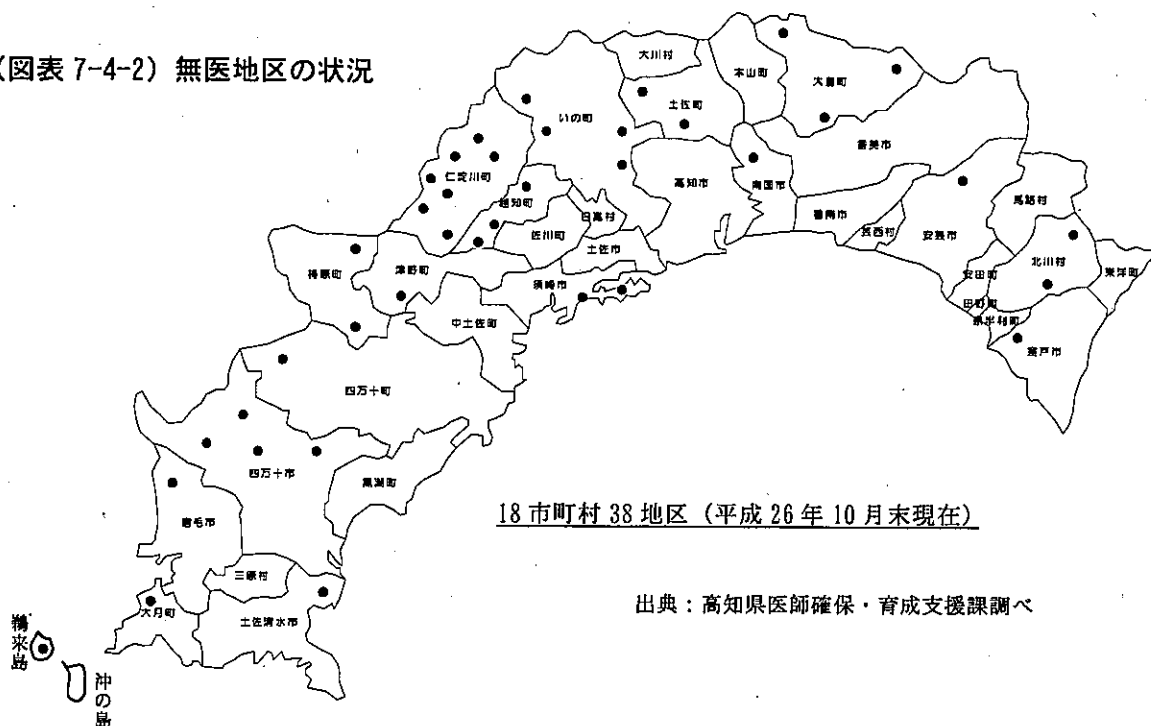 （図表 7-4-2）無医地区の状況
大川村
本山町
大豊町
土佐町
いの町
香美市
仁淀川町
高知市
南国市
馬路村
越知町
日高村
香南市
芸西村
安芸市
佐川町
土佐市
北川村
東洋町
梼原町
津野町
須崎市
安田町
田野町
中土佐町
奈半利町
室戸市
四万十町
四万十市
黒潮町
宿毛市
18 市町村 38 地区（平成 26 年 10 月末現在）
三原村
出典：高知県医師確保・育成支援課調べ
大月町
土佐清水市
鵜来島
沖の島